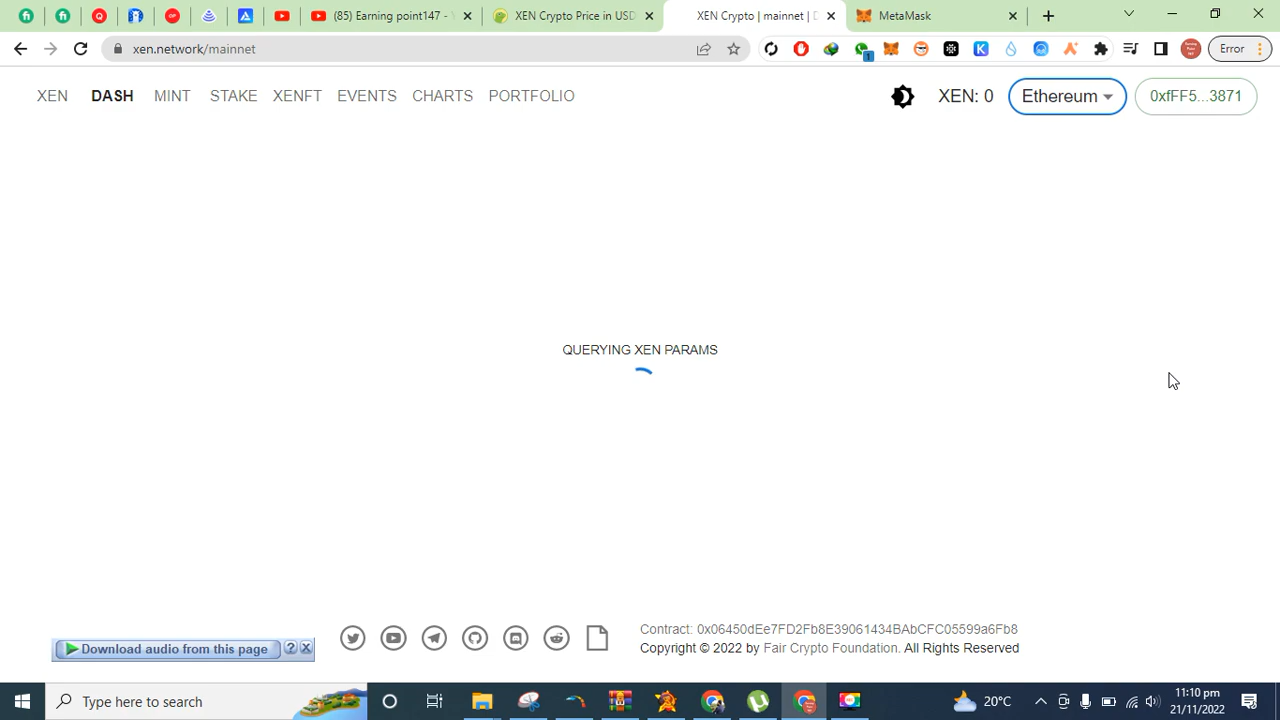 (85) Earning point147 -
XEN Crypto Price in USD
XEN Crypto | mainnet |
MetaMask
xen.network/mainnet
1
Error
XEN DASH MINT STAKE XENFT EVENTS CHARTS PORTFOLIO
XEN: 0
Ethereum
0xfFF5...3871
QUERYING XEN PARAMS
Download audio from this page
?
Contract: 0x06450dEe7FD2Fb8E39061434BAbCFC05599a6Fb8
Copyright © 2022 by Fair Crypto Foundation. All Rights Reserved
Type here to search
20°C
11:10 pm
21/11/2022